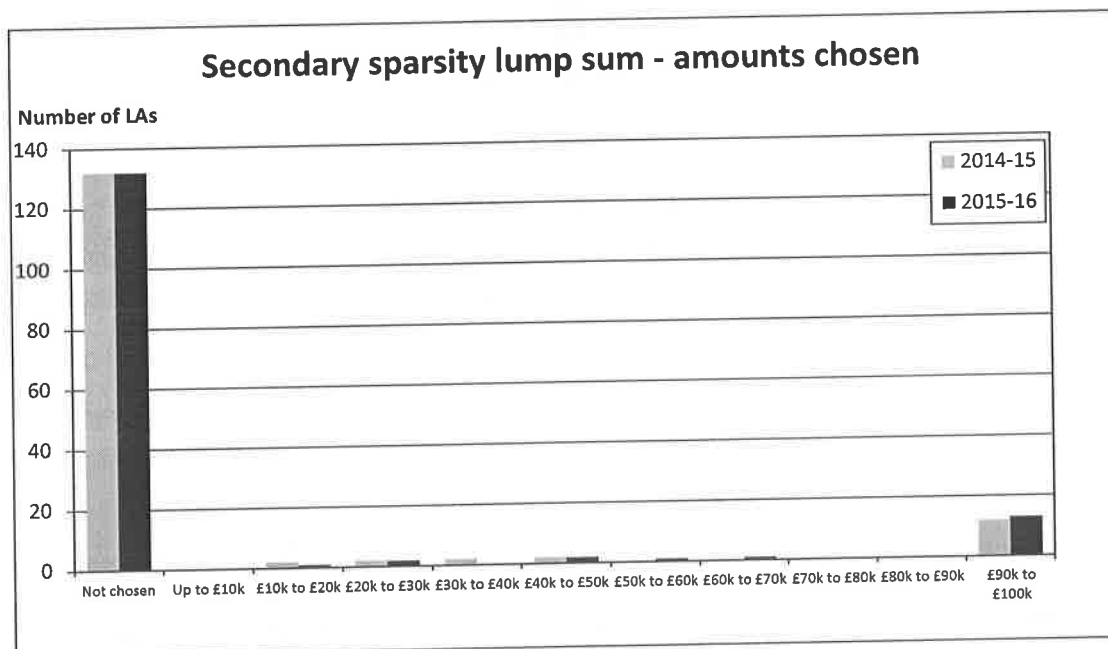 Secondary sparsity lump sum - amounts chosen
Number of LAs
140
120
100
80
60
40
20
0
2014-15
2015-16
Not chosen
Up to £10k
£10k to £20k
£20k to £30k
£30k to £40k
£40k to £50k
£50k to £60k
£60k to £70k
£70k to £80k
£80k to £90k
£90k to
£100k